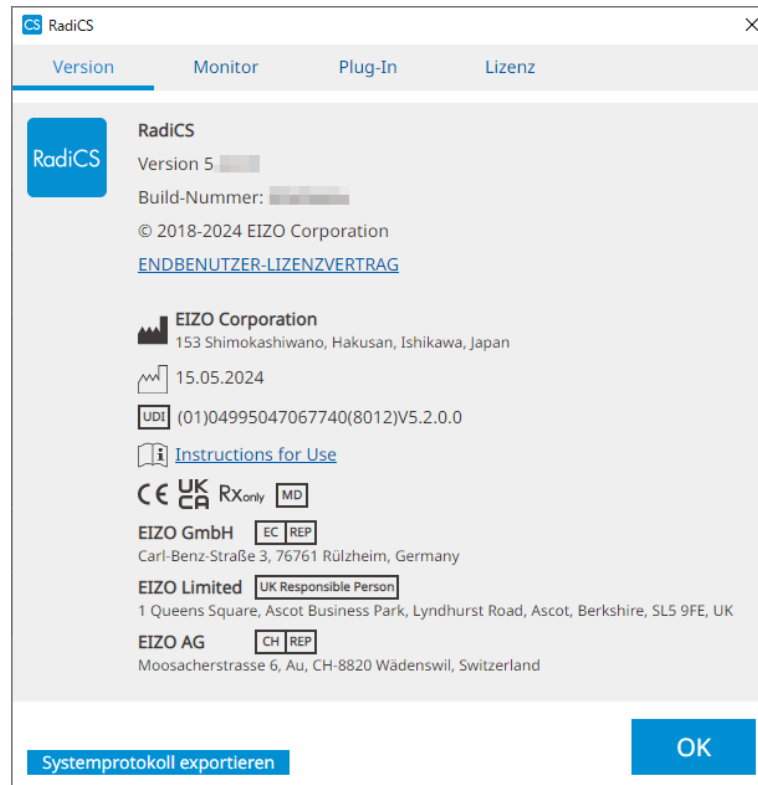 CS RadiCS
Version Monitor Plug-In Lizenz
RadiCS
RadiCS
Version 5.
Build-Nummer:
© 2018-2024 EIZO Corporation
ENDBENUTZER-LIZENZVERTRAG
EIZO Corporation
153 Shimokashiwano, Hakusan, Ishikawa, Japan
15.05.2024
UDI (01)04995047067740(8012)V5.2.0.0
Instructions for Use
CE UK CA Rx only MD
EIZO GmbH EC REP
Carl-Benz-Straße 3, 76761 Rülzheim, Germany
EIZO Limited UK Responsible Person
1 Queens Square, Ascot Business Park, Lyndhurst Road, Ascot, Berkshire, SL5 9FE, UK
EIZO AG CH REP
Moosacherstrasse 6, Au, CH-8820 Wädenswil, Switzerland
OK
Systemprotokoll exportieren